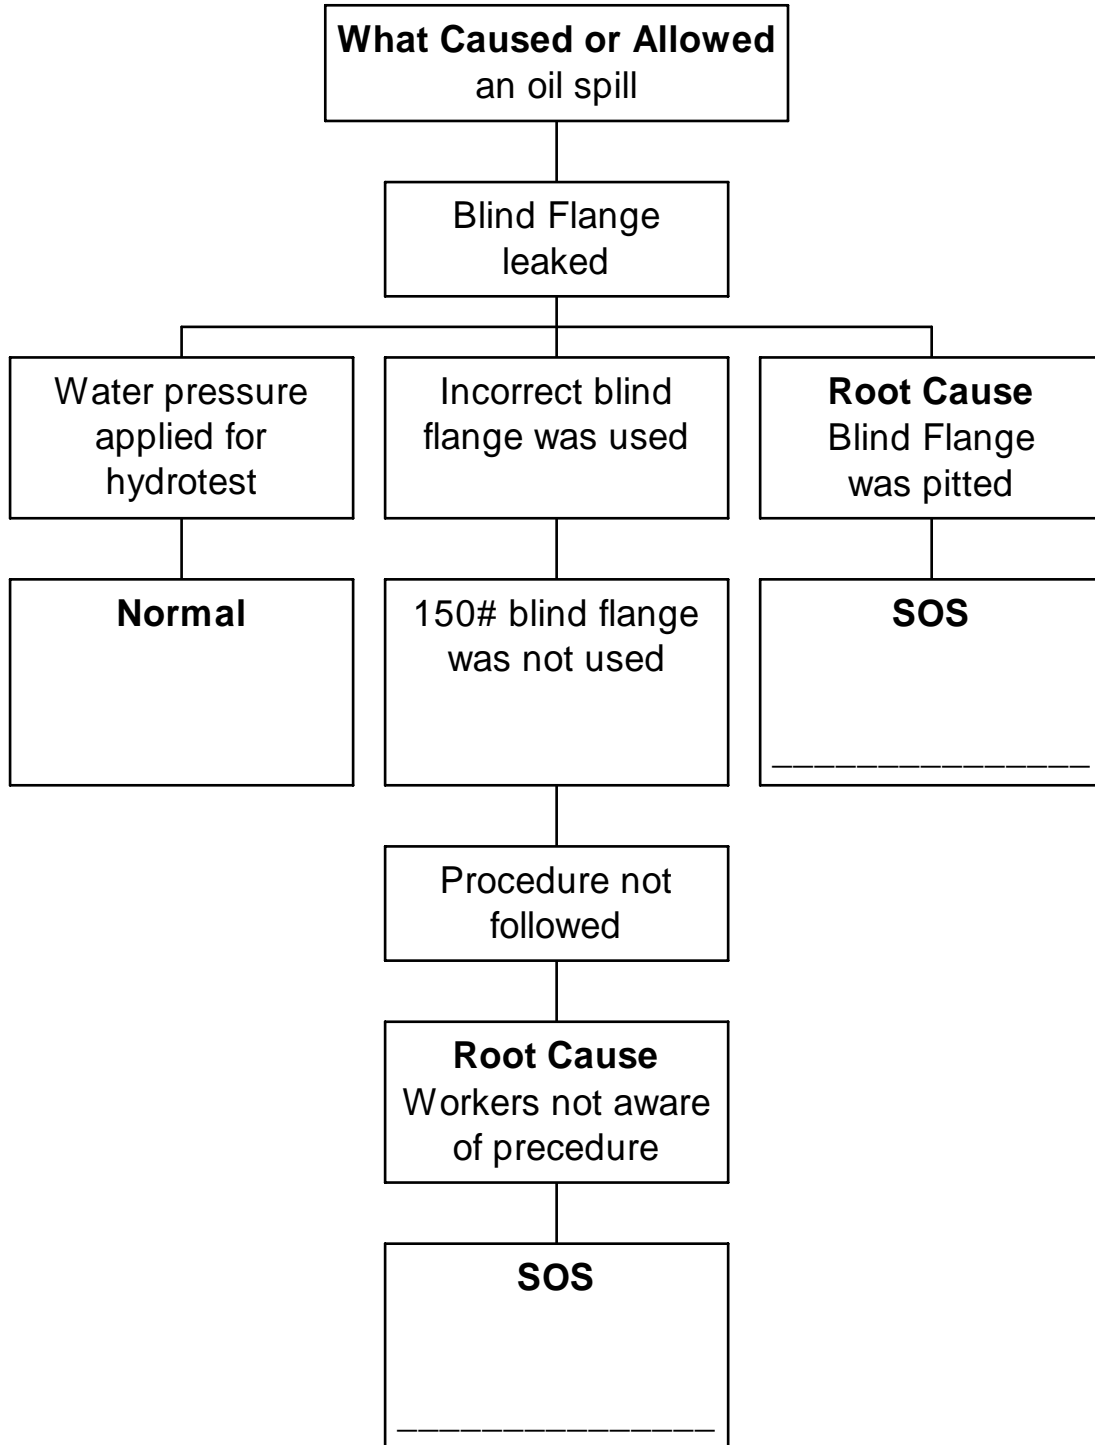 What Caused or Allowed
an oil spill
Blind Flange
leaked
Water pressure
applied for
hydrotest
Incorrect blind
flange was used
Root Cause
Blind Flange
was pitted
Normal
150# blind flange
was not used
SOS
_______________
Procedure not
followed
Root Cause
Workers not aware
of precedure
SOS
_______________